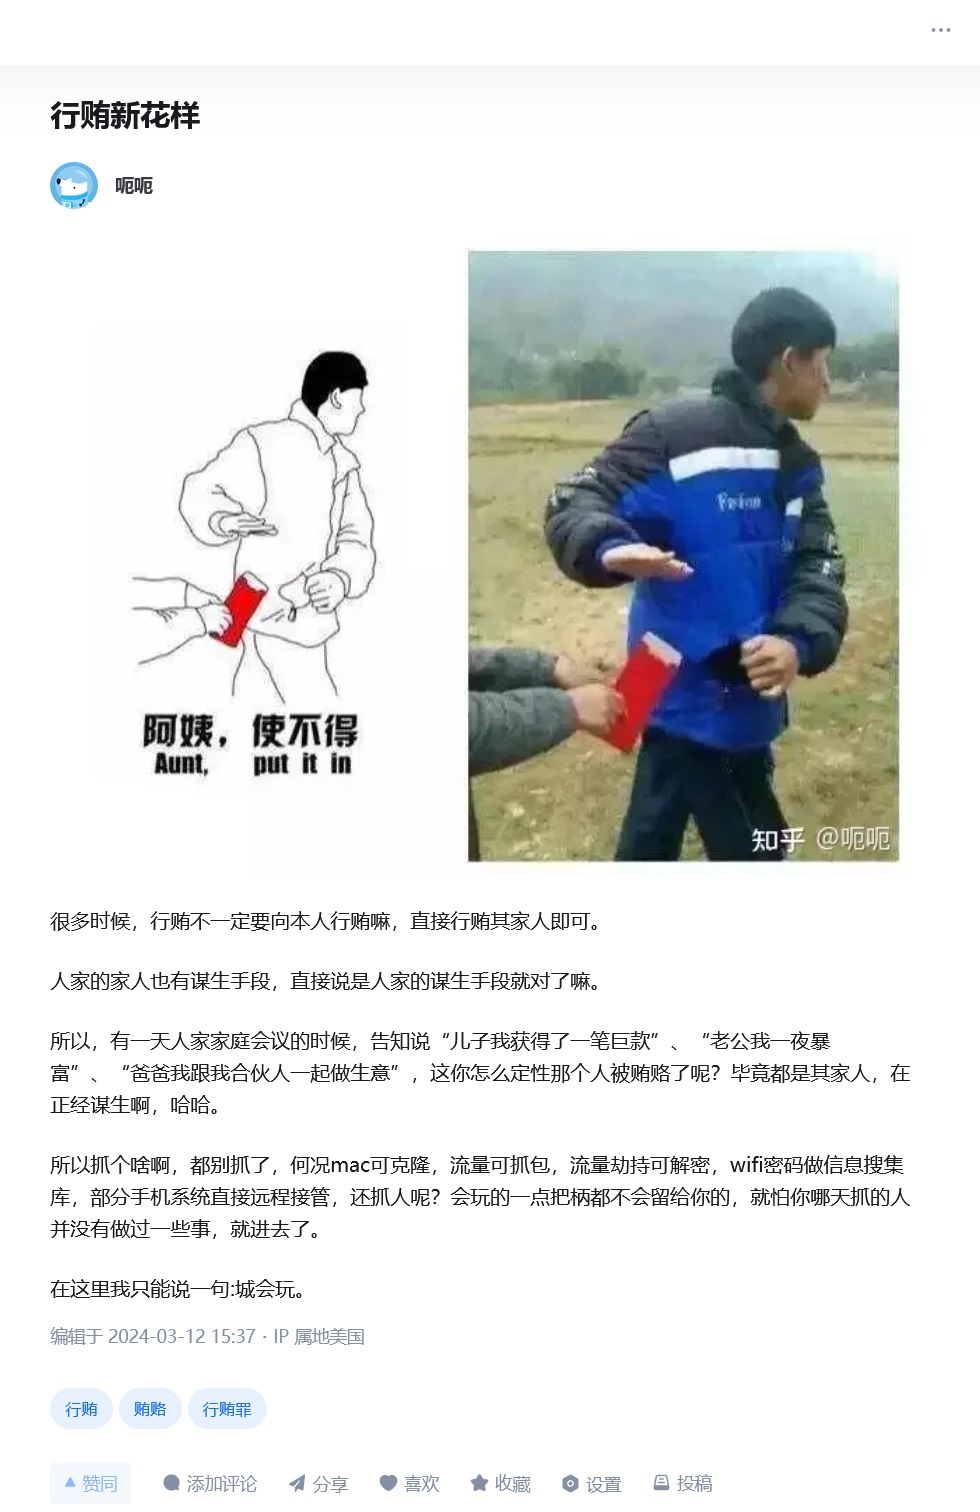 行贿新花样
呃呃
Fusion
阿姨，使不得
Aunt, put it in
知乎 @呃呃
很多时候，行贿不一定要向本人行贿嘛，直接行贿其家人即可。
人家的家人也有谋生手段，直接说是人家的谋生手段就对了嘛。
所以，有一天人家家庭会议的时候，告知说“儿子我获得了一笔巨款”、“老公我一夜暴
富”、“爸爸我跟我合伙人一起做生意”，这你怎么定性那个人被贿赂了呢？毕竟都是其家人，在
正经谋生啊，哈哈。
所以抓个啥啊，都别抓了，何况mac可克隆，流量可抓包，流量劫持可解密，wifi密码做信息搜集
库，部分手机系统直接远程接管，还抓人呢？会玩的一点把柄都不会留给你的，就怕你哪天抓的人
并没有做过一些事，就进去了。
在这里我只能说一句:城会玩。
编辑于 2024-03-12 15:37 · IP 属地美国
行贿 贿赂 行贿罪
赞同 添加评论 分享 喜欢 收藏 设置 投稿